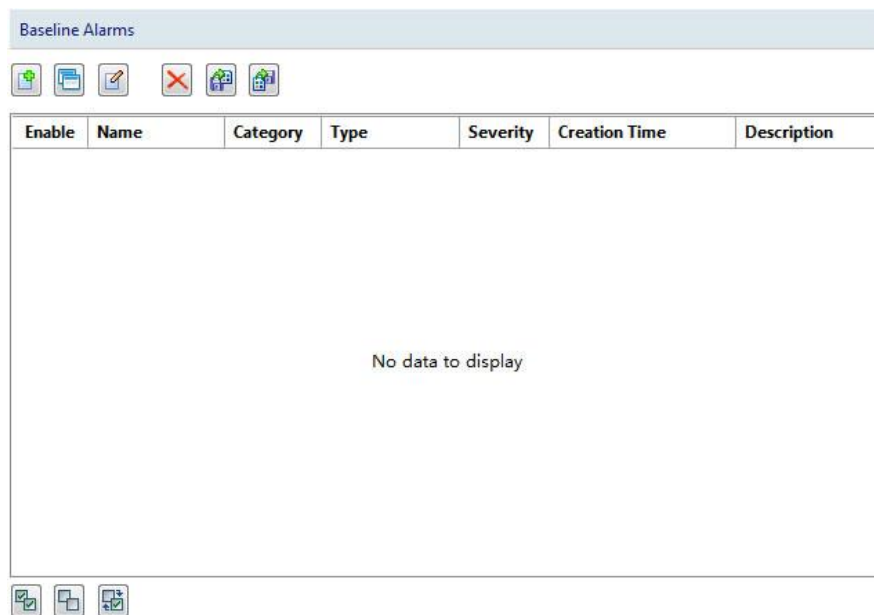 Baseline Alarms
Enable Name Category Type Severity Creation Time Description
No data to display